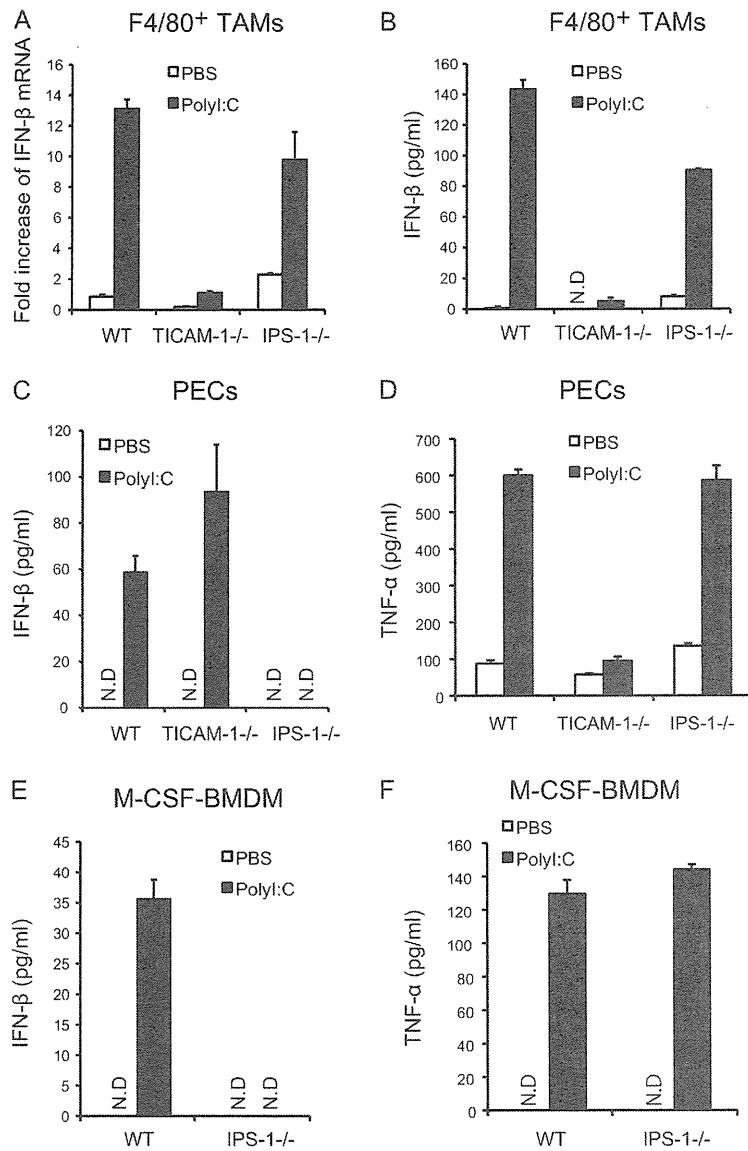 A
F4/80+ TAMs
Fold increase of IFN-β mRNA
16
14
12
10
8
6
4
2
0
PBS
PolyI:C
WT
TICAM-1-/-
IPS-1-/-
B
F4/80+ TAMs
IFN-β (pg/ml)
160
140
120
100
80
60
40
20
0
PBS
PolyI:C
N.D
WT
TICAM-1-/-
IPS-1-/-
C
PECs
IFN-β (pg/ml)
120
100
80
60
40
20
0
PBS
PolyI:C
N.D
N.D
N.D
N.D
WT
TICAM-1-/-
IPS-1-/-
D
PECs
TNF-α (pg/ml)
700
600
500
400
300
200
100
0
PBS
PolyI:C
WT
TICAM-1-/-
IPS-1-/-
E
M-CSF-BMDM
IFN-β (pg/ml)
45
40
35
30
25
20
15
10
5
0
PBS
PolyI:C
N.D
N.D
N.D
WT
IPS-1-/-
F
M-CSF-BMDM
TNF-α (pg/ml)
160
140
120
100
80
60
40
20
0
PBS
PolyI:C
N.D
N.D
WT
IPS-1-/-